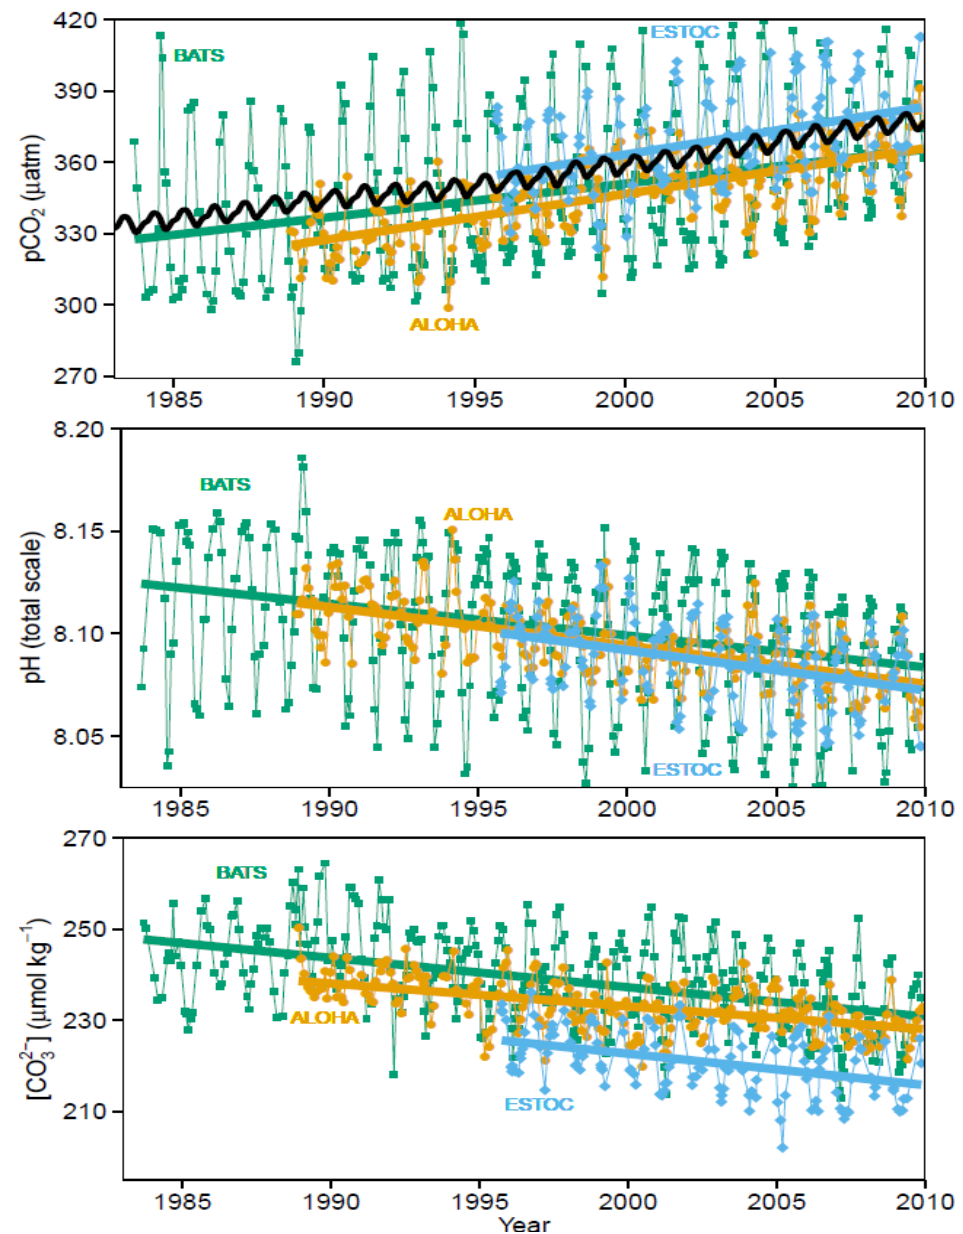 420
390
360
330
300
270
pCO₂ (µatm)
BATS
ESTOC
ALOHA
1985 1990 1995 2000 2005 2010
8.20
8.15
8.10
8.05
pH (total scale)
BATS
ALOHA
ESTOC
1985 1990 1995 2000 2005 2010
270
250
230
210
[CO₃²⁻] (µmol kg⁻¹)
BATS
ALOHA
ESTOC
1985 1990 1995 2000 2005 2010
Year